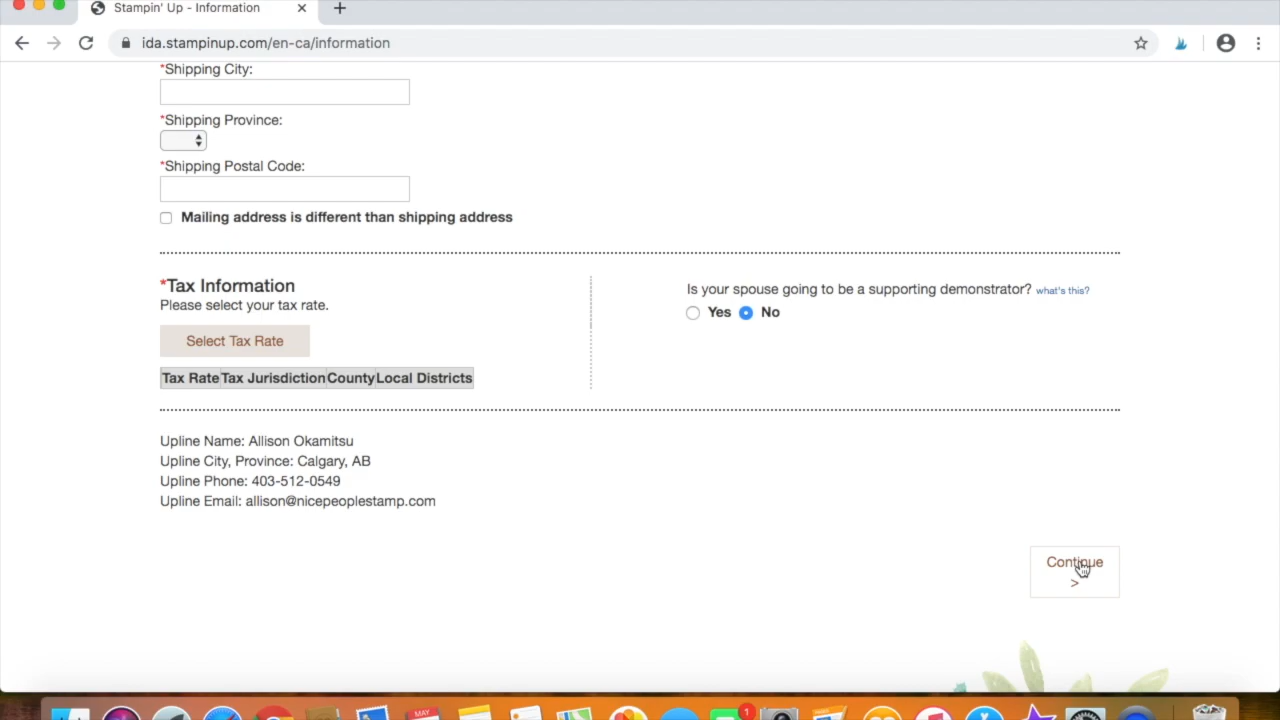 Stampin' Up - Information
ida.stampinup.com/en-ca/information
*Shipping City:
*Shipping Province:
*Shipping Postal Code:
Mailing address is different than shipping address
*Tax Information
Please select your tax rate.
Select Tax Rate
Tax Rate Tax Jurisdiction County Local Districts
Is your spouse going to be a supporting demonstrator? what's this?
Yes No
Upline Name: Allison Okamitsu
Upline City, Province: Calgary, AB
Upline Phone: 403-512-0549
Upline Email: allison@nicepeoplestamp.com
Continue
>
MAY
1